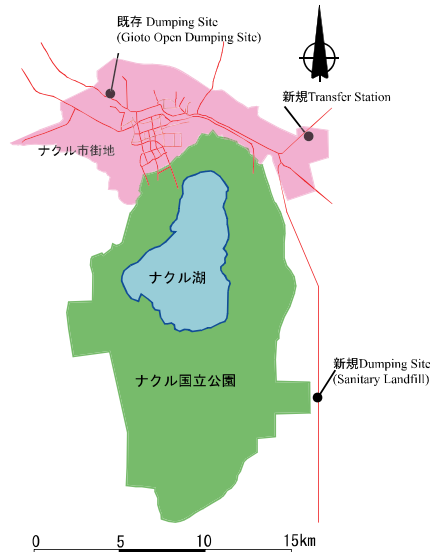 既存 Dumping Site
(Gioto Open Dumping Site)
新規Transfer Station
ナクル市街地
ナクル湖
新規Dumping Site
(Sanitary Landfill)
ナクル国立公園
0 5 10 15km